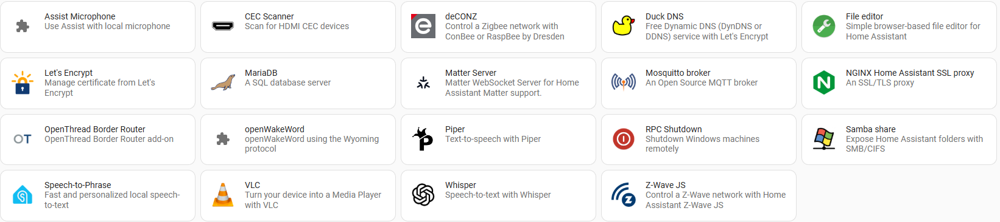 Assist Microphone
Use Assist with local microphone
CEC Scanner
Scan for HDMI CEC devices
deCONZ
Control a Zigbee network with
ConBee or RaspBee by Dresden
Duck DNS
Free Dynamic DNS (DynDNS or
DDNS) service with Let's Encrypt
File editor
Simple browser-based file editor for
Home Assistant
Let's Encrypt
Manage certificate from Let's
Encrypt
MariaDB
A SQL database server
Matter Server
Matter WebSocket Server for Home
Assistant Matter support.
Mosquitto broker
An Open Source MQTT broker
N
NGINX Home Assistant SSL proxy
An SSL/TLS proxy
OT
OpenThread Border Router
OpenThread Border Router add-on
openWakeWord
openWakeWord using the Wyoming
protocol
P
Piper
Text-to-speech with Piper
RPC Shutdown
Shutdown Windows machines
remotely
Samba share
Expose Home Assistant folders with
SMB/CIFS
Speech-to-Phrase
Fast and personalized local speech-
to-text
VLC
Turn your device into a Media Player
with VLC
Whisper
Speech-to-text with Whisper
Z
Z-Wave JS
Control a Z-Wave network with Home
Assistant Z-Wave JS